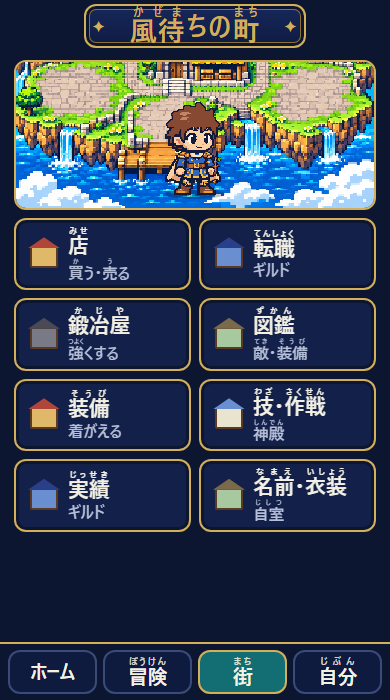 かぜま　まち
風待ちの町
みせ
店
か　う
買う・売る
てんしょく
転職
ギルド
かじや
鍛冶屋
つよ
強くする
ずかん
図鑑
てき　そうび
敵・装備
そうび
装備
着がえる
わざ　さくせん
技・作戦
しんでん
神殿
じっせき
実績
ギルド
なまえ　いしょう
名前・衣装
じしつ
自室
ホーム
ぼうけん
冒険
まち
街
じぶん
自分